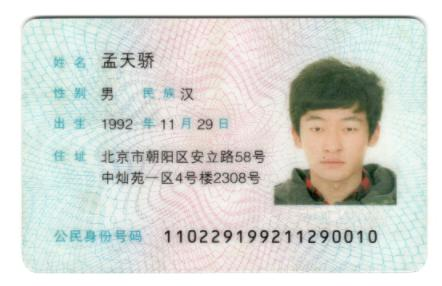 姓名 孟天骄
性别 男 民族 汉
出生 1992 年 11 月 29 日
住址 北京市朝阳区安立路58号
中灿苑一区4号楼2308号
公民身份号码 110229199211290010